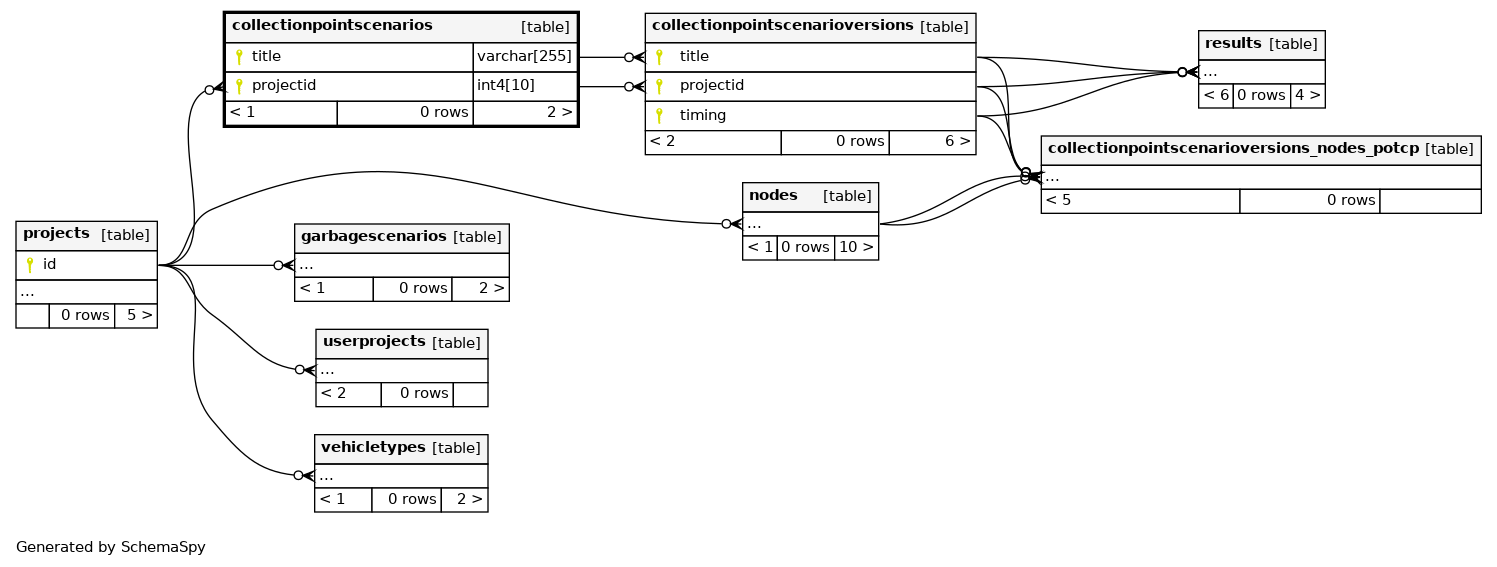 collectionpointscenarios [table]
title varchar[255]
projectid int4[10]
< 1 0 rows 2 >
collectionpointscenarioversions [table]
title
projectid
timing
< 2 0 rows 6 >
results [table]
...
< 6 0 rows 4 >
collectionpointscenarioversions_nodes_potcp [table]
...
< 5 0 rows
nodes [table]
...
< 1 0 rows 10 >
projects [table]
id
...
0 rows 5 >
garbagescenarios [table]
...
< 1 0 rows 2 >
userprojects [table]
...
< 2 0 rows
vehicletypes [table]
...
< 1 0 rows 2 >
Generated by SchemaSpy